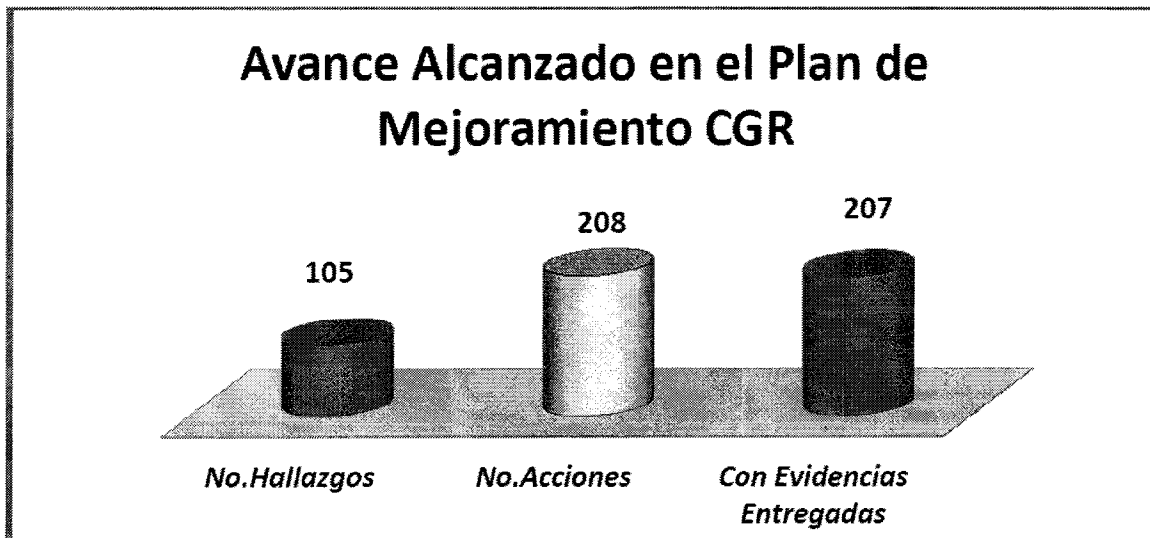 Avance Alcanzado en el Plan de
Mejoramiento CGR
105
208
207
No.Hallazgos
No.Acciones
Con Evidencias
Entregadas